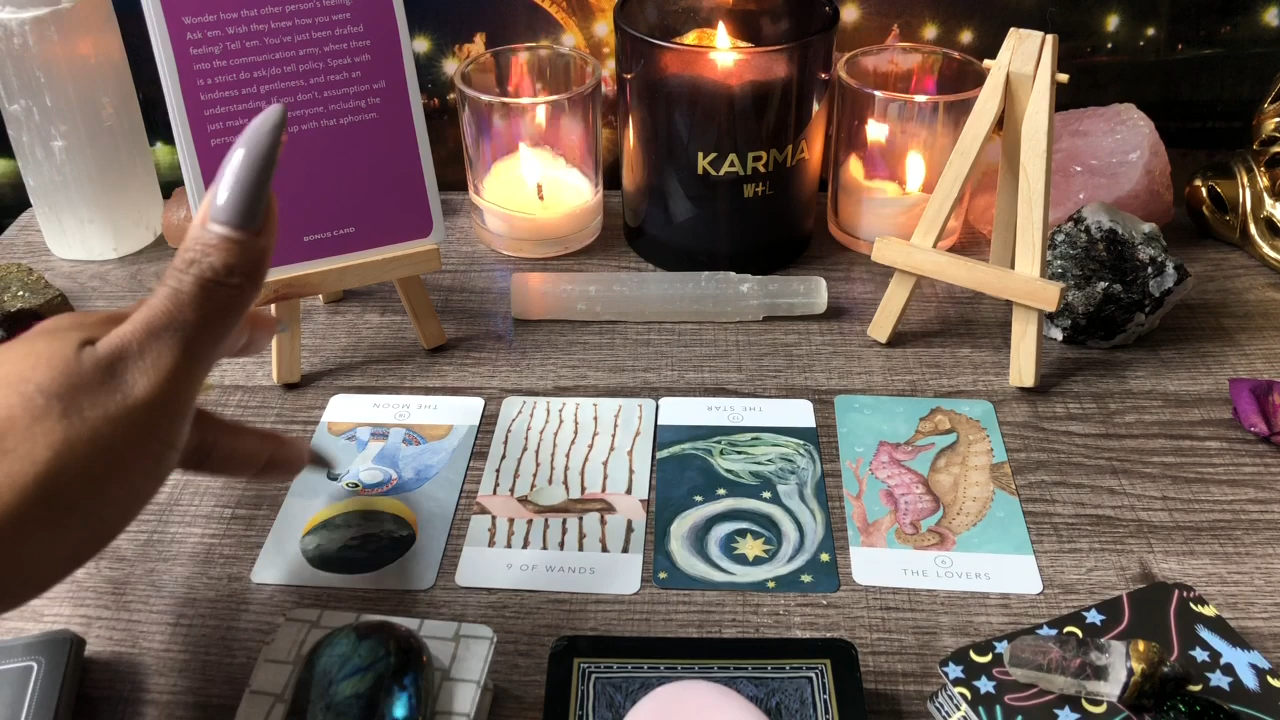 Wonder how that other person's feeling?
Ask 'em. Wish they knew how you were
feeling? Tell 'em. You've just been drafted
into the communication army, where there
is a strict do ask/do tell policy. Speak with
kindness and gentleness, and reach an
understanding. If you don't, assumption will
just make everyone, including the
up with that aphorism.
BONUS CARD
KARMA
W+L
THE MOON
18
9 OF WANDS
THE STAR
17
6
THE LOVERS